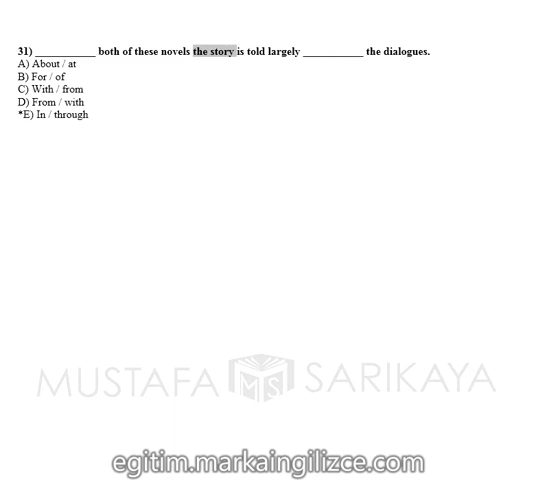 31) ___________ both of these novels the story is told largely ___________ the dialogues.
A) About / at
B) For / of
C) With / from
D) From / with
*E) In / through
MUSTAFA MS SARIKAYA
egitim.markaingilizce.com